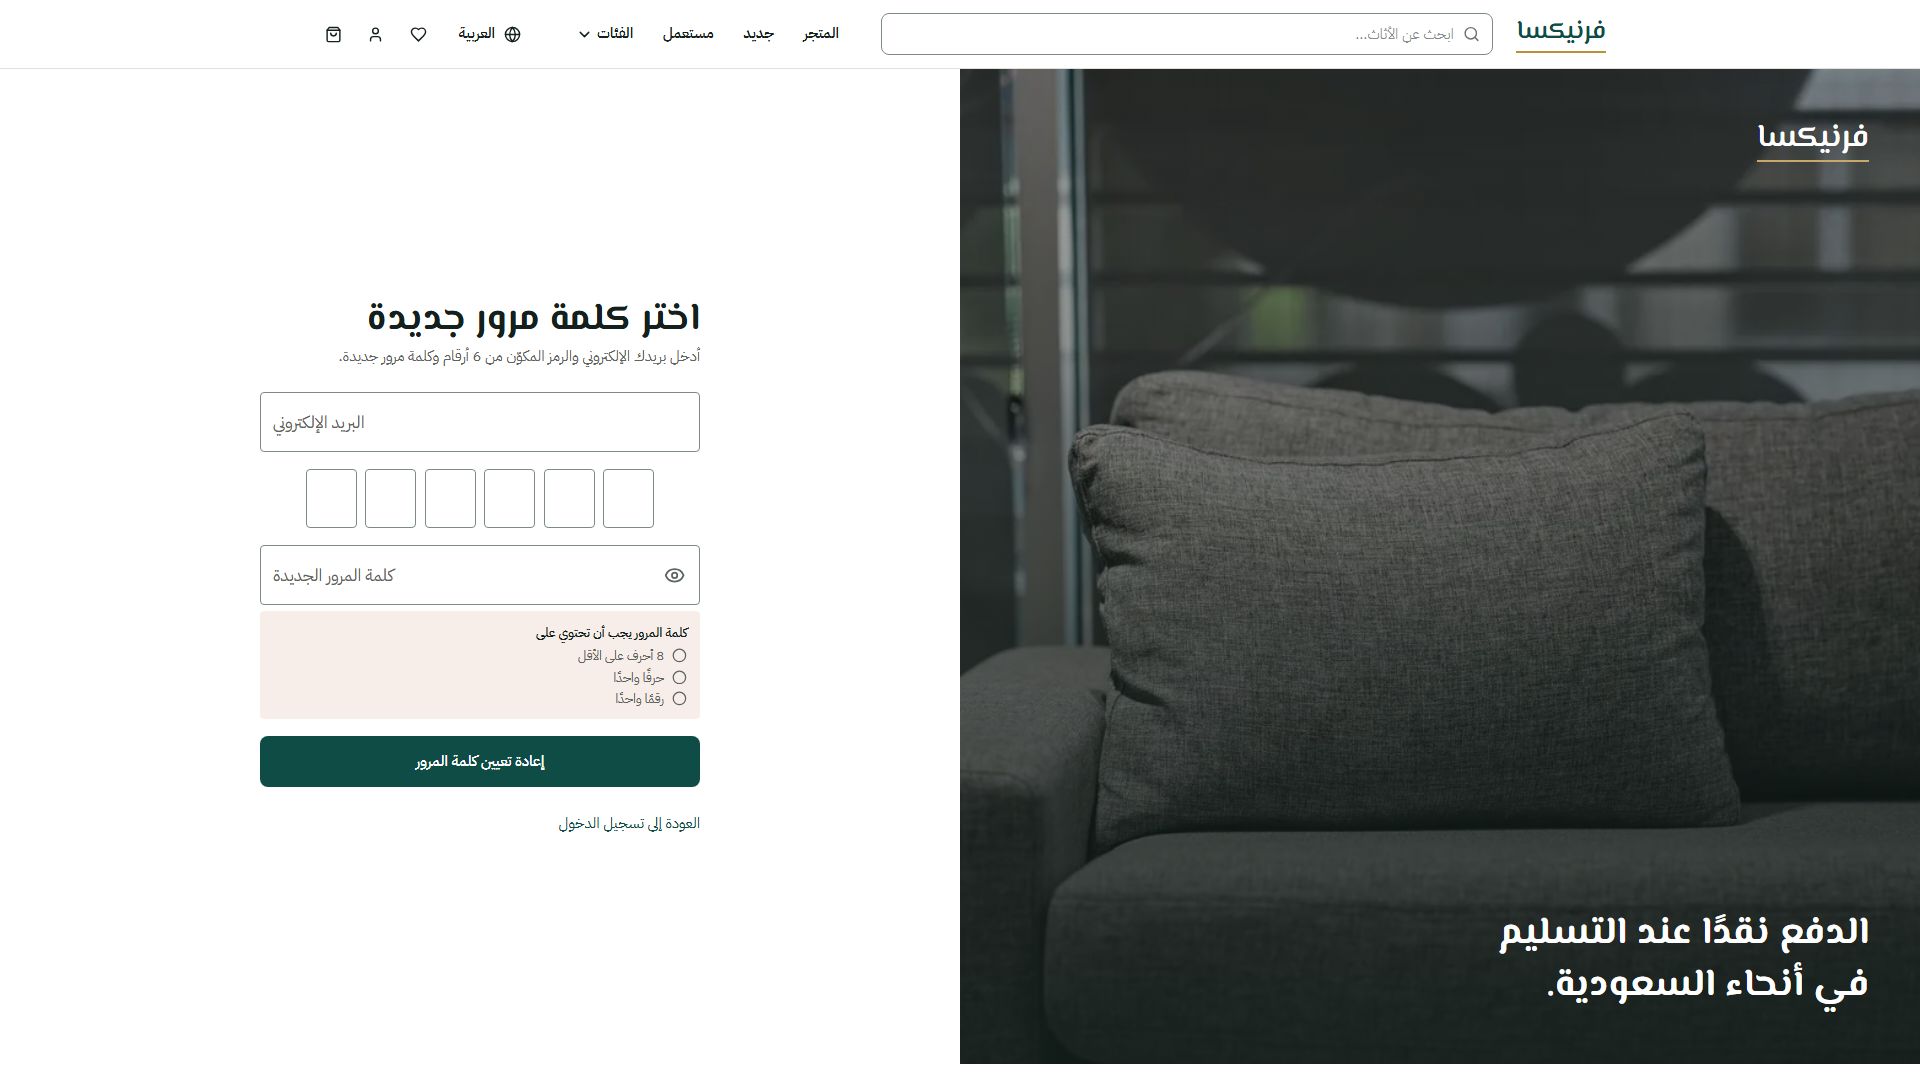 فرنيكسا
ابحث عن الأثاث...
المتجر
جديد
مستعمل
الفئات
العربية
فرنيكسا
الدفع نقدًا عند التسليم
في أنحاء السعودية.
اختر كلمة مرور جديدة
أدخل بريدك الإلكتروني والرمز المكوّن من 6 أرقام وكلمة مرور جديدة.
البريد الإلكتروني
كلمة المرور الجديدة
كلمة المرور يجب أن تحتوي على
8 أحرف على الأقل
حرفًا واحدًا
رقمًا واحدًا
إعادة تعيين كلمة المرور
العودة إلى تسجيل الدخول